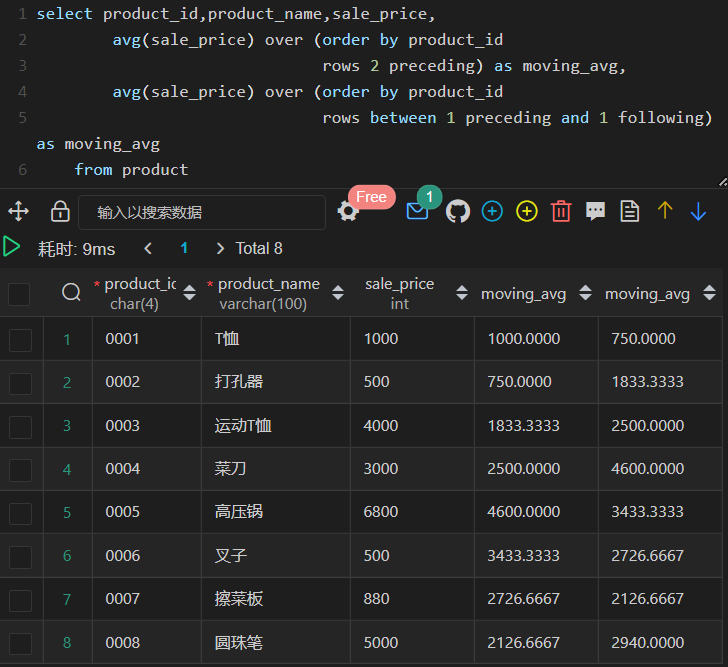 1 select product_id,product_name,sale_price,
2 avg(sale_price) over (order by product_id
3 rows 2 preceding) as moving_avg,
4 avg(sale_price) over (order by product_id
5 rows between 1 preceding and 1 following)
as moving_avg
6 from product
Free
1
输入以搜索数据
耗时: 9ms < 1 > Total 8
* product_id * product_name sale_price moving_avg moving_avg
char(4) varchar(100) int
1 0001 T恤 1000 1000.0000 750.0000
2 0002 打孔器 500 750.0000 1833.3333
3 0003 运动T恤 4000 1833.3333 2500.0000
4 0004 菜刀 3000 2500.0000 4600.0000
5 0005 高压锅 6800 4600.0000 3433.3333
6 0006 叉子 500 3433.3333 2726.6667
7 0007 擦菜板 880 2726.6667 2126.6667
8 0008 圆珠笔 5000 2126.6667 2940.0000